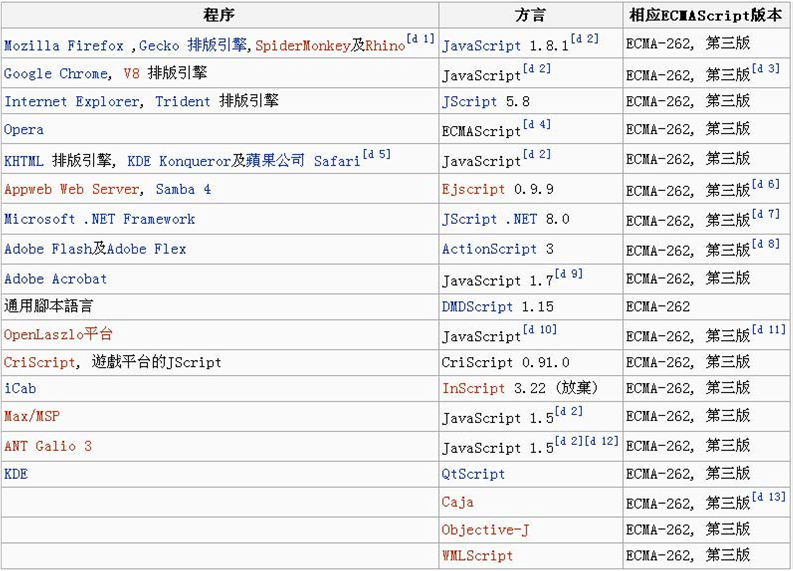 程序 方言 相应ECMAScript版本
Mozilla Firefox ,Gecko 排版引擎,SpiderMonkey及Rhino[d 1] JavaScript 1.8.1[d 2] ECMA-262, 第三版
Google Chrome, V8 排版引擎 JavaScript[d 2] ECMA-262, 第三版[d 3]
Internet Explorer, Trident 排版引擎 JScript 5.8 ECMA-262, 第三版
Opera ECMAScript[d 4] ECMA-262, 第三版
KHTML 排版引擎, KDE Konqueror及蘋果公司 Safari[d 5] JavaScript[d 2] ECMA-262, 第三版
Appweb Web Server, Samba 4 Ejscript 0.9.9 ECMA-262, 第三版[d 6]
Microsoft .NET Framework JScript .NET 8.0 ECMA-262, 第三版[d 7]
Adobe Flash及Adobe Flex ActionScript 3 ECMA-262, 第三版[d 8]
Adobe Acrobat JavaScript 1.7[d 9] ECMA-262, 第三版
通用腳本語言 DMDScript 1.15 ECMA-262
OpenLaszlo平台 JavaScript[d 10] ECMA-262, 第三版[d 11]
CriScript, 遊戲平台的JScript CriScript 0.91.0 ECMA-262, 第三版
iCab InScript 3.22 (放棄) ECMA-262, 第三版
Max/MSP JavaScript 1.5[d 2] ECMA-262, 第三版
ANT Galio 3 JavaScript 1.5[d 2][d 12] ECMA-262, 第三版
KDE QtScript ECMA-262, 第三版
Caja ECMA-262, 第三版[d 13]
Objective-J ECMA-262, 第三版
WMLScript ECMA-262, 第三版